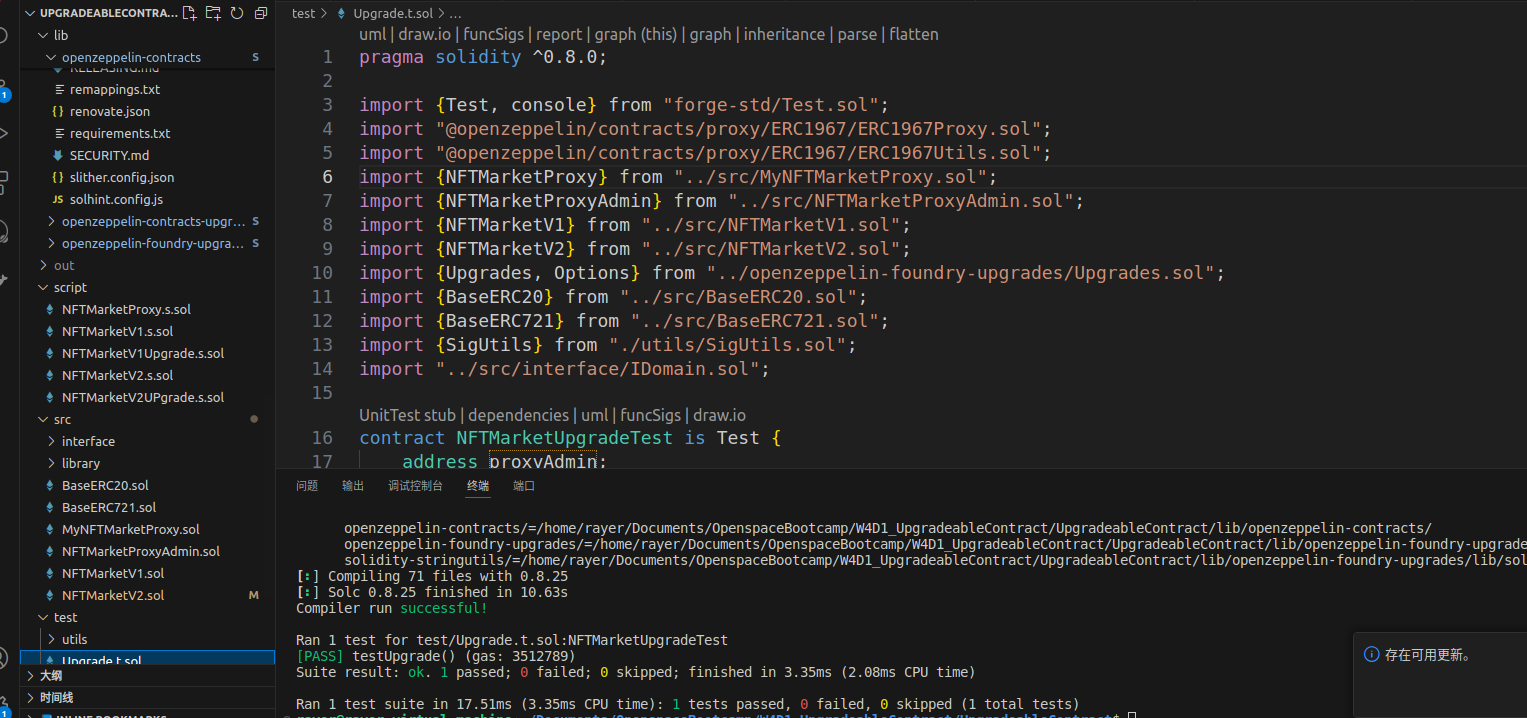 UPGRADEABLECONTRA...
lib
openzeppelin-contracts S
RELEASING.md
remappings.txt
{} renovate.json
requirements.txt
SECURITY.md
{} slither.config.json
JS solhint.config.js
openzeppelin-contracts-upgr... S
openzeppelin-foundry-upgra... S
out
script
NFTMarketProxy.s.sol
NFTMarketV1.s.sol
NFTMarketV1Upgrade.s.sol
NFTMarketV2.s.sol
NFTMarketV2UPgrade.s.sol
src
interface
library
BaseERC20.sol
BaseERC721.sol
MyNFTMarketProxy.sol
NFTMarketProxyAdmin.sol
NFTMarketV1.sol
NFTMarketV2.sol M
test
utils
Upgrade.t.sol
大纲
时间线
INLINE BOOKMARKS
1
1
test > Upgrade.t.sol > ...
uml | draw.io | funcSigs | report | graph (this) | graph | inheritance | parse | flatten
1 pragma solidity ^0.8.0;
2
3 import {Test, console} from "forge-std/Test.sol";
4 import "@openzeppelin/contracts/proxy/ERC1967/ERC1967Proxy.sol";
5 import "@openzeppelin/contracts/proxy/ERC1967/ERC1967Utils.sol";
6 import {NFTMarketProxy} from "../src/MyNFTMarketProxy.sol";
7 import {NFTMarketProxyAdmin} from "../src/NFTMarketProxyAdmin.sol";
8 import {NFTMarketV1} from "../src/NFTMarketV1.sol";
9 import {NFTMarketV2} from "../src/NFTMarketV2.sol";
10 import {Upgrades, Options} from "../openzeppelin-foundry-upgrades/Upgrades.sol";
11 import {BaseERC20} from "../src/BaseERC20.sol";
12 import {BaseERC721} from "../src/BaseERC721.sol";
13 import {SigUtils} from "./utils/SigUtils.sol";
14 import "../src/interface/IDomain.sol";
15
UnitTest stub | dependencies | uml | funcSigs | draw.io
16 contract NFTMarketUpgradeTest is Test {
17 address proxyAdmin;
问题 输出 调试控制台 终端 端口
openzeppelin-contracts/=/home/rayer/Documents/OpenspaceBootcamp/W4D1_UpgradeableContract/UpgradeableContract/lib/openzeppelin-contracts/
openzeppelin-foundry-upgrades/=/home/rayer/Documents/OpenspaceBootcamp/W4D1_UpgradeableContract/UpgradeableContract/lib/openzeppelin-foundry-upgrade
solidity-stringutils/=/home/rayer/Documents/OpenspaceBootcamp/W4D1_UpgradeableContract/UpgradeableContract/lib/openzeppelin-foundry-upgrades/lib/sol
[:] Compiling 71 files with 0.8.25
[:] Solc 0.8.25 finished in 10.63s
Compiler run successful!
Ran 1 test for test/Upgrade.t.sol:NFTMarketUpgradeTest
[PASS] testUpgrade() (gas: 3512789)
Suite result: ok. 1 passed; 0 failed; 0 skipped; finished in 3.35ms (2.08ms CPU time)
Ran 1 test suite in 17.51ms (3.35ms CPU time): 1 tests passed, 0 failed, 0 skipped (1 total tests)
rayer@rayer-virtual-machine:~/Documents/OpenspaceBootcamp/W4D1_UpgradeableContract/UpgradeableContract$
存在可用更新。